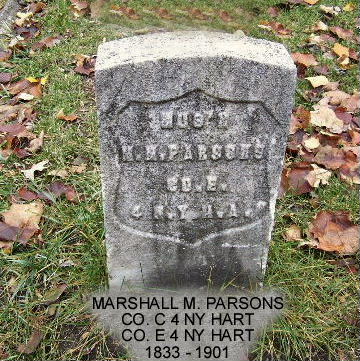 M.M.PARSONS
CO.E.
4 N.Y.H.A.
MARSHALL M. PARSONS
CO. C 4 NY HART
CO. E 4 NY HART
1833 - 1901